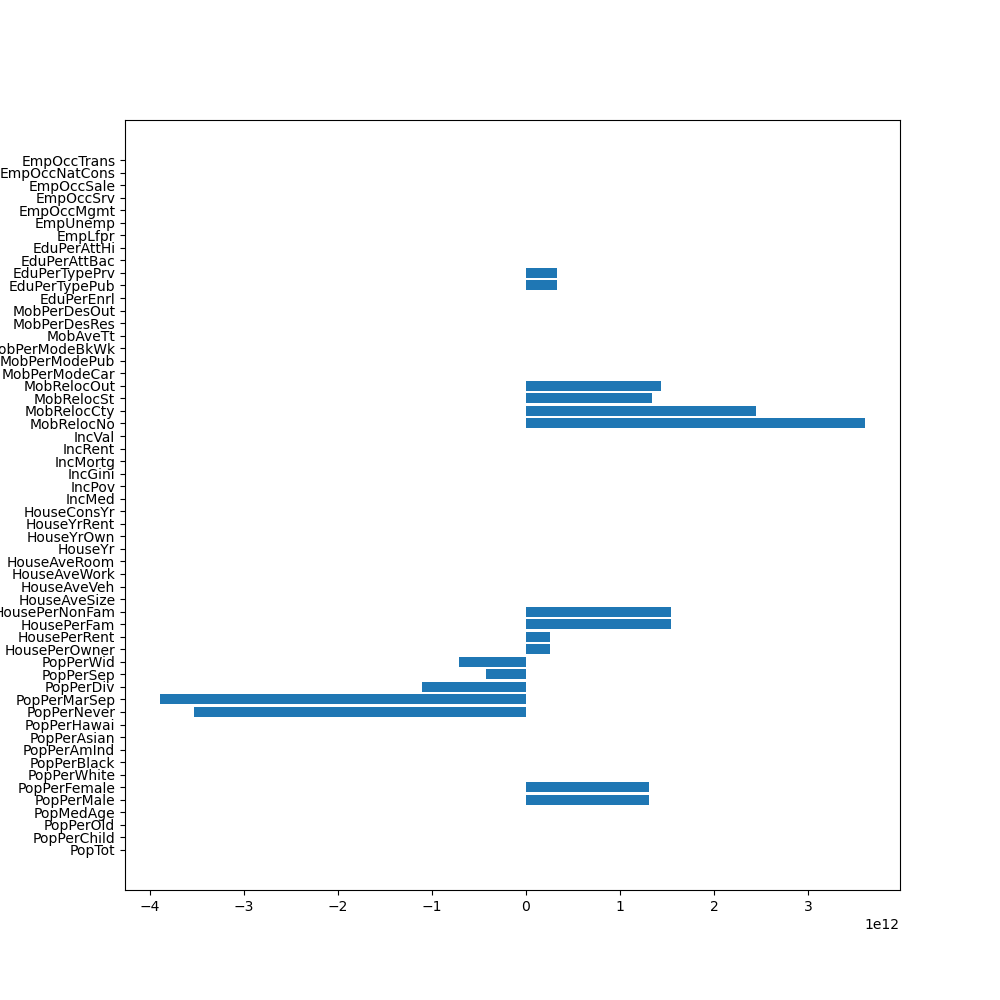 EmpOccTrans
EmpOccNatCons
EmpOccSale
EmpOccSrv
EmpOccMgmt
EmpUnemp
EmpLfpr
EduPerAttHi
EduPerAttBac
EduPerTypePrv
EduPerTypePub
EduPerEnrl
MobPerDesOut
MobPerDesRes
MobAveTt
obPerModeBkWk
MobPerModePub
MobPerModeCar
MobRelocOut
MobRelocSt
MobRelocCty
MobRelocNo
IncVal
IncRent
IncMortg
IncGini
IncPov
IncMed
HouseConsYr
HouseYrRent
HouseYrOwn
HouseYr
HouseAveRoom
HouseAveWork
HouseAveVeh
HouseAveSize
HousePerNonFam
HousePerFam
HousePerRent
HousePerOwner
PopPerWid
PopPerSep
PopPerDiv
PopPerMarSep
PopPerNever
PopPerHawai
PopPerAsian
PopPerAmInd
PopPerBlack
PopPerWhite
PopPerFemale
PopPerMale
PopMedAge
PopPerOld
PopPerChild
PopTot
−4 −3 −2 −1 0 1 2 3
1e12